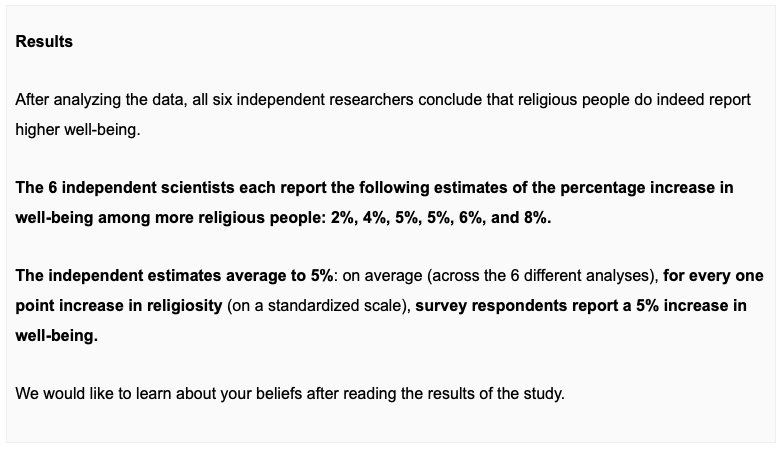 Results
After analyzing the data, all six independent researchers conclude that religious people do indeed report
higher well-being.
The 6 independent scientists each report the following estimates of the percentage increase in
well-being among more religious people: 2%, 4%, 5%, 5%, 6%, and 8%.
The independent estimates average to 5%: on average (across the 6 different analyses), for every one
point increase in religiosity (on a standardized scale), survey respondents report a 5% increase in
well-being.
We would like to learn about your beliefs after reading the results of the study.